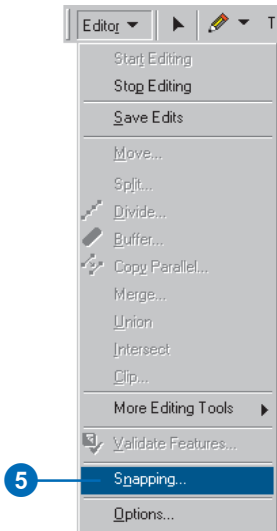 Editor T
Start Editing
Stop Editing
Save Edits
Move...
Split...
Divide...
Buffer...
Copy Parallel...
Merge...
Union
Intersect
Clip...
More Editing Tools
Validate Features...
5 Snapping...
Options...